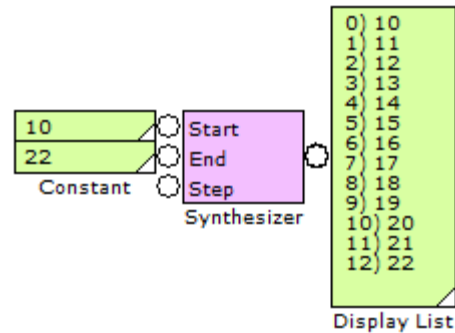 10
22
Constant
Start
End
Step
Synthesizer
0) 10
1) 11
2) 12
3) 13
4) 14
5) 15
6) 16
7) 17
8) 18
9) 19
10) 20
11) 21
12) 22
Display List